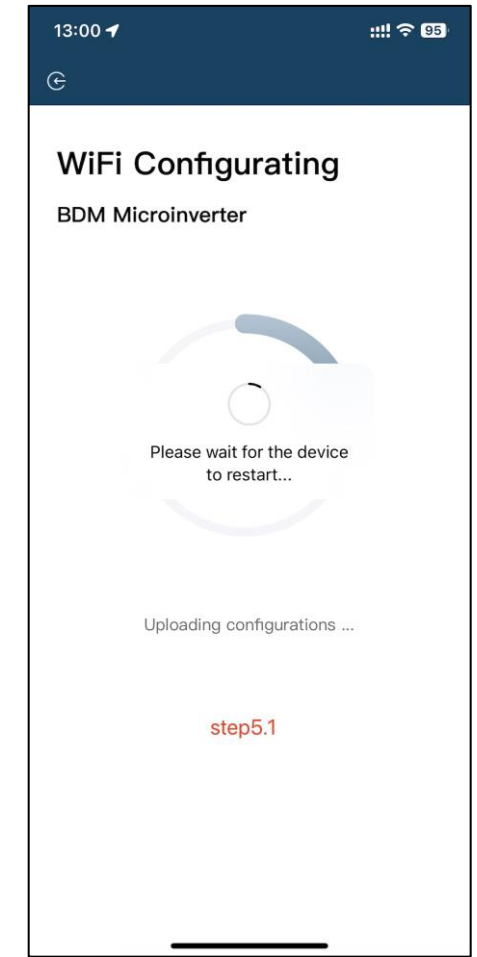 13:00 95
WiFi Configurating
BDM Microinverter
Please wait for the device
to restart...
Uploading configurations ...
step5.1